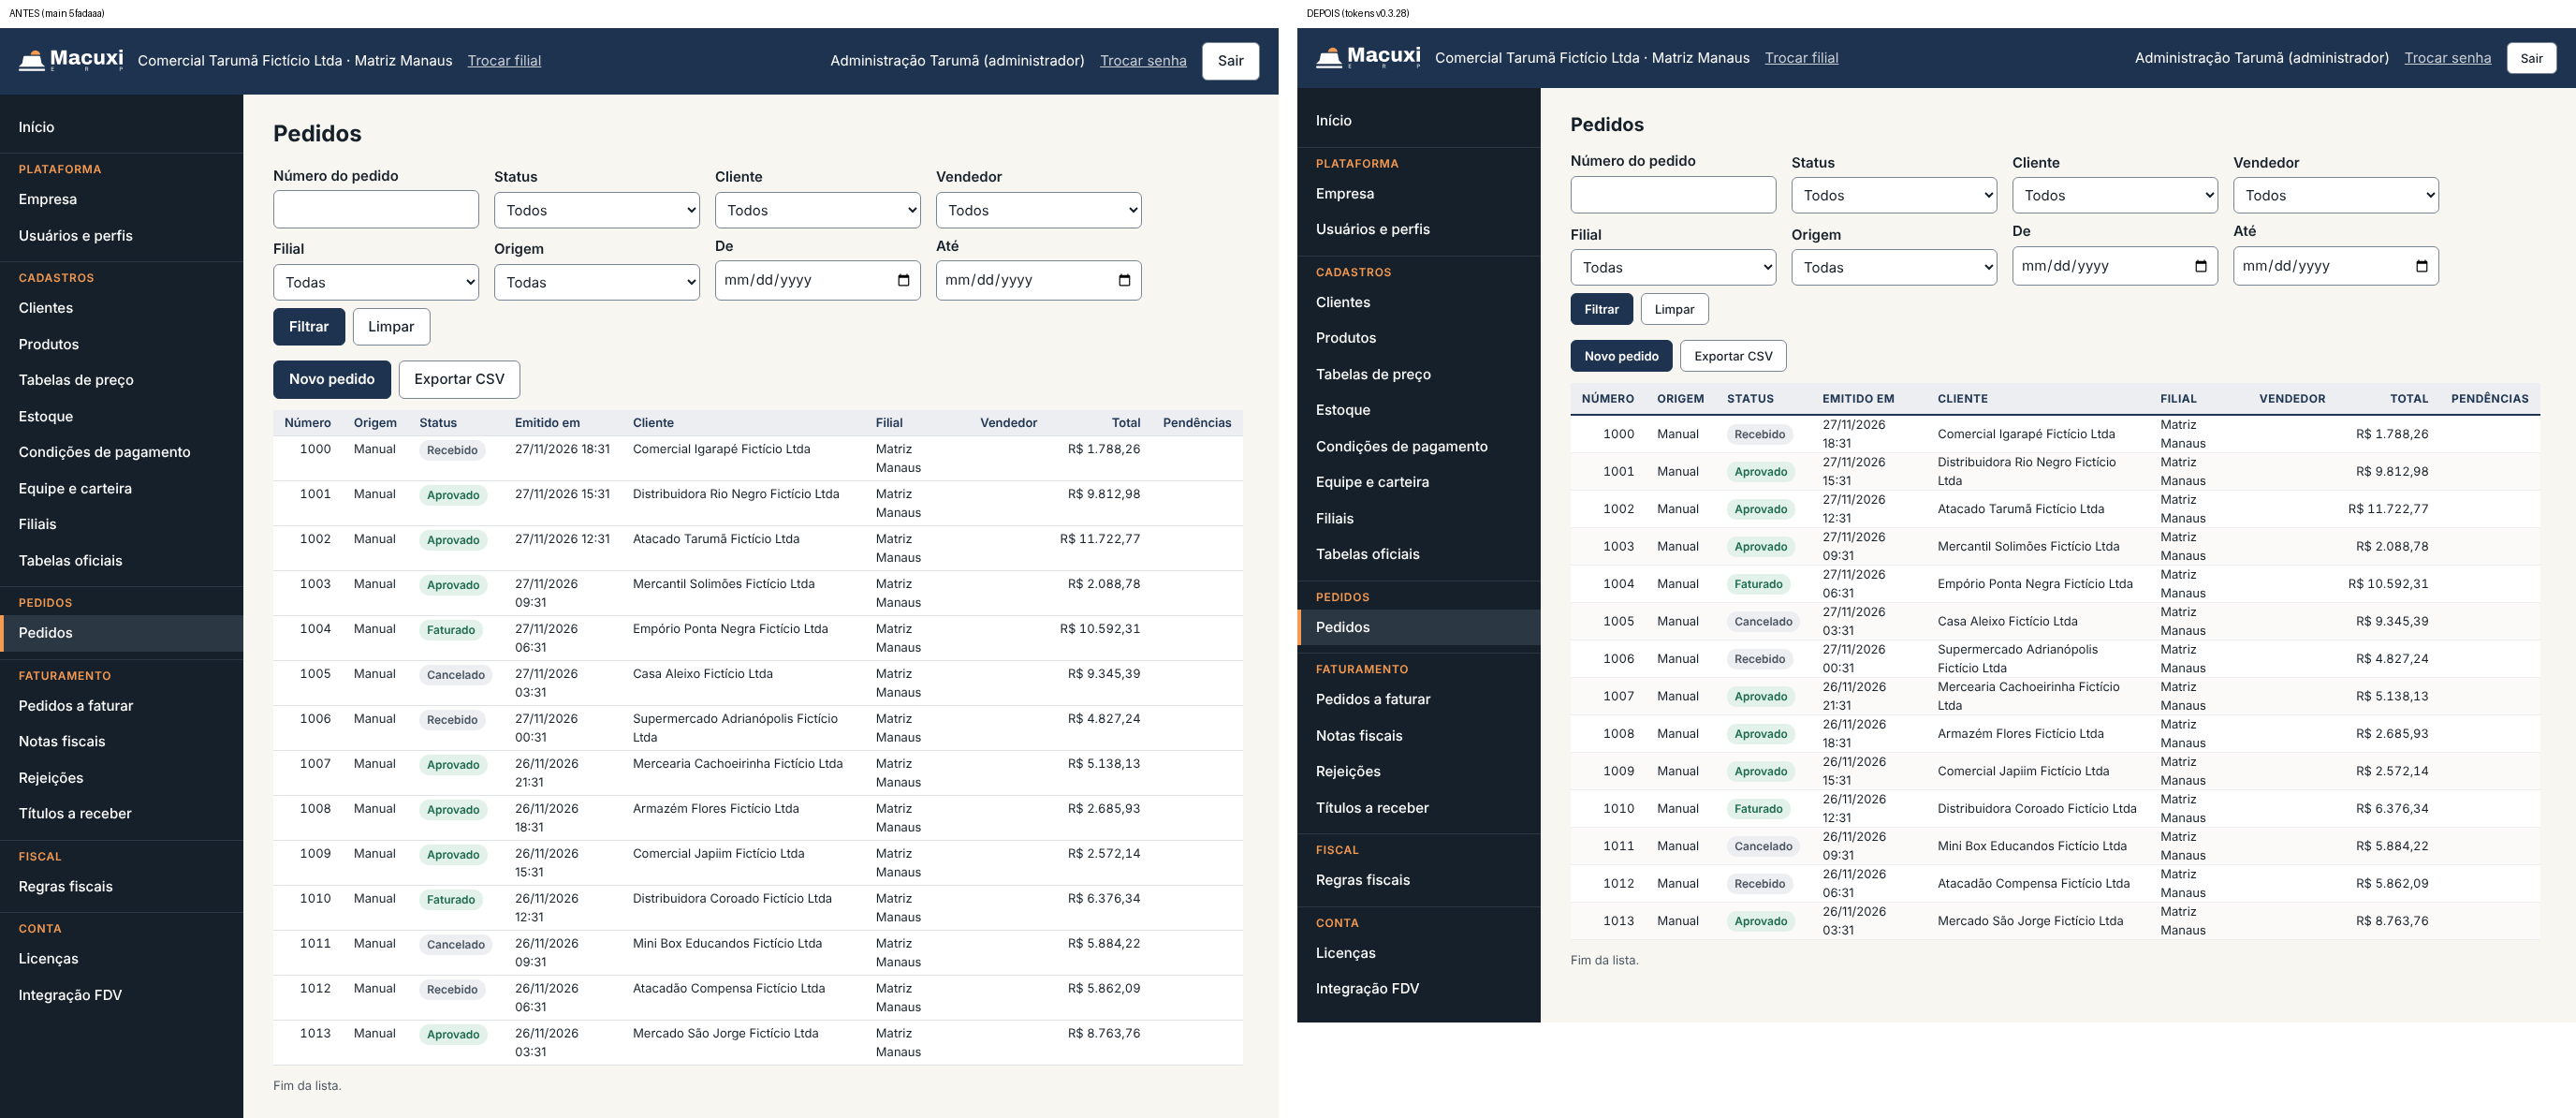 ANTES (main 5fadaaa)
Macuxi
ERP
Comercial Tarumã Fictício Ltda · Matriz Manaus Trocar filial
Administração Tarumã (administrador) Trocar senha Sair
Início
PLATAFORMA
Empresa
Usuários e perfis
CADASTROS
Clientes
Produtos
Tabelas de preço
Estoque
Condições de pagamento
Equipe e carteira
Filiais
Tabelas oficiais
PEDIDOS
Pedidos
FATURAMENTO
Pedidos a faturar
Notas fiscais
Rejeições
Títulos a receber
FISCAL
Regras fiscais
CONTA
Licenças
Integração FDV
Pedidos
Número do pedido Status Cliente Vendedor
Todos Todos Todos
Filial Origem De Até
Todas Todas mm/dd/yyyy mm/dd/yyyy
Filtrar Limpar
Novo pedido Exportar CSV
Número Origem Status Emitido em Cliente Filial Vendedor Total Pendências
1000 Manual Recebido 27/11/2026 18:31 Comercial Igarapé Fictício Ltda Matriz R$ 1.788,26
Manaus
1001 Manual Aprovado 27/11/2026 15:31 Distribuidora Rio Negro Fictício Ltda Matriz R$ 9.812,98
Manaus
1002 Manual Aprovado 27/11/2026 12:31 Atacado Tarumã Fictício Ltda Matriz R$ 11.722,77
Manaus
1003 Manual Aprovado 27/11/2026 Mercantil Solimões Fictício Ltda Matriz R$ 2.088,78
09:31 Manaus
1004 Manual Faturado 27/11/2026 Empório Ponta Negra Fictício Ltda Matriz R$ 10.592,31
06:31 Manaus
1005 Manual Cancelado 27/11/2026 Casa Aleixo Fictício Ltda Matriz R$ 9.345,39
03:31 Manaus
1006 Manual Recebido 27/11/2026 Supermercado Adrianópolis Fictício Matriz R$ 4.827,24
00:31 Ltda Manaus
1007 Manual Aprovado 26/11/2026 Mercearia Cachoeirinha Fictício Ltda Matriz R$ 5.138,13
21:31 Manaus
1008 Manual Aprovado 26/11/2026 Armazém Flores Fictício Ltda Matriz R$ 2.685,93
18:31 Manaus
1009 Manual Aprovado 26/11/2026 Comercial Japiim Fictício Ltda Matriz R$ 2.572,14
15:31 Manaus
1010 Manual Faturado 26/11/2026 Distribuidora Coroado Fictício Ltda Matriz R$ 6.376,34
12:31 Manaus
1011 Manual Cancelado 26/11/2026 Mini Box Educandos Fictício Ltda Matriz R$ 5.884,22
09:31 Manaus
1012 Manual Recebido 26/11/2026 Atacadão Compensa Fictício Ltda Matriz R$ 5.862,09
06:31 Manaus
1013 Manual Aprovado 26/11/2026 Mercado São Jorge Fictício Ltda Matriz R$ 8.763,76
03:31 Manaus
Fim da lista.
DEPOIS (tokens v0.3.28)
Macuxi
ERP
Comercial Tarumã Fictício Ltda · Matriz Manaus Trocar filial
Administração Tarumã (administrador) Trocar senha Sair
Início
PLATAFORMA
Empresa
Usuários e perfis
CADASTROS
Clientes
Produtos
Tabelas de preço
Estoque
Condições de pagamento
Equipe e carteira
Filiais
Tabelas oficiais
PEDIDOS
Pedidos
FATURAMENTO
Pedidos a faturar
Notas fiscais
Rejeições
Títulos a receber
FISCAL
Regras fiscais
CONTA
Licenças
Integração FDV
Pedidos
Número do pedido Status Cliente Vendedor
Todos Todos Todos
Filial Origem De Até
Todas Todas mm/dd/yyyy mm/dd/yyyy
Filtrar Limpar
Novo pedido Exportar CSV
NÚMERO ORIGEM STATUS EMITIDO EM CLIENTE FILIAL VENDEDOR TOTAL PENDÊNCIAS
1000 Manual Recebido 27/11/2026 Comercial Igarapé Fictício Ltda Matriz R$ 1.788,26
18:31 Manaus
1001 Manual Aprovado 27/11/2026 Distribuidora Rio Negro Fictício Matriz R$ 9.812,98
15:31 Ltda Manaus
1002 Manual Aprovado 27/11/2026 Atacado Tarumã Fictício Ltda Matriz R$ 11.722,77
12:31 Manaus
1003 Manual Aprovado 27/11/2026 Mercantil Solimões Fictício Ltda Matriz R$ 2.088,78
09:31 Manaus
1004 Manual Faturado 27/11/2026 Empório Ponta Negra Fictício Ltda Matriz R$ 10.592,31
06:31 Manaus
1005 Manual Cancelado 27/11/2026 Casa Aleixo Fictício Ltda Matriz R$ 9.345,39
03:31 Manaus
1006 Manual Recebido 27/11/2026 Supermercado Adrianópolis Matriz R$ 4.827,24
00:31 Fictício Ltda Manaus
1007 Manual Aprovado 26/11/2026 Mercearia Cachoeirinha Fictício Matriz R$ 5.138,13
21:31 Ltda Manaus
1008 Manual Aprovado 26/11/2026 Armazém Flores Fictício Ltda Matriz R$ 2.685,93
18:31 Manaus
1009 Manual Aprovado 26/11/2026 Comercial Japiim Fictício Ltda Matriz R$ 2.572,14
15:31 Manaus
1010 Manual Faturado 26/11/2026 Distribuidora Coroado Fictício Ltda Matriz R$ 6.376,34
12:31 Manaus
1011 Manual Cancelado 26/11/2026 Mini Box Educandos Fictício Ltda Matriz R$ 5.884,22
09:31 Manaus
1012 Manual Recebido 26/11/2026 Atacadão Compensa Fictício Ltda Matriz R$ 5.862,09
06:31 Manaus
1013 Manual Aprovado 26/11/2026 Mercado São Jorge Fictício Ltda Matriz R$ 8.763,76
03:31 Manaus
Fim da lista.